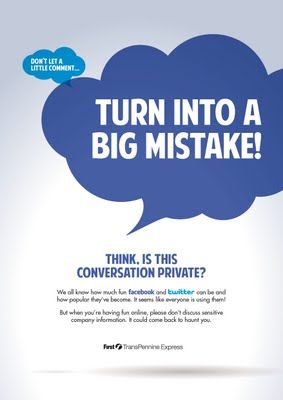 DON'T LET A
LITTLE COMMENT...
TURN INTO A
BIG MISTAKE!
THINK, IS THIS
CONVERSATION PRIVATE?
We all know how much fun facebook and twitter can be and
how popular they've become. It seems like everyone is using them!
But when you're having fun online, please don't discuss sensitive
company information. It could come back to haunt you.
First TransPennine Express